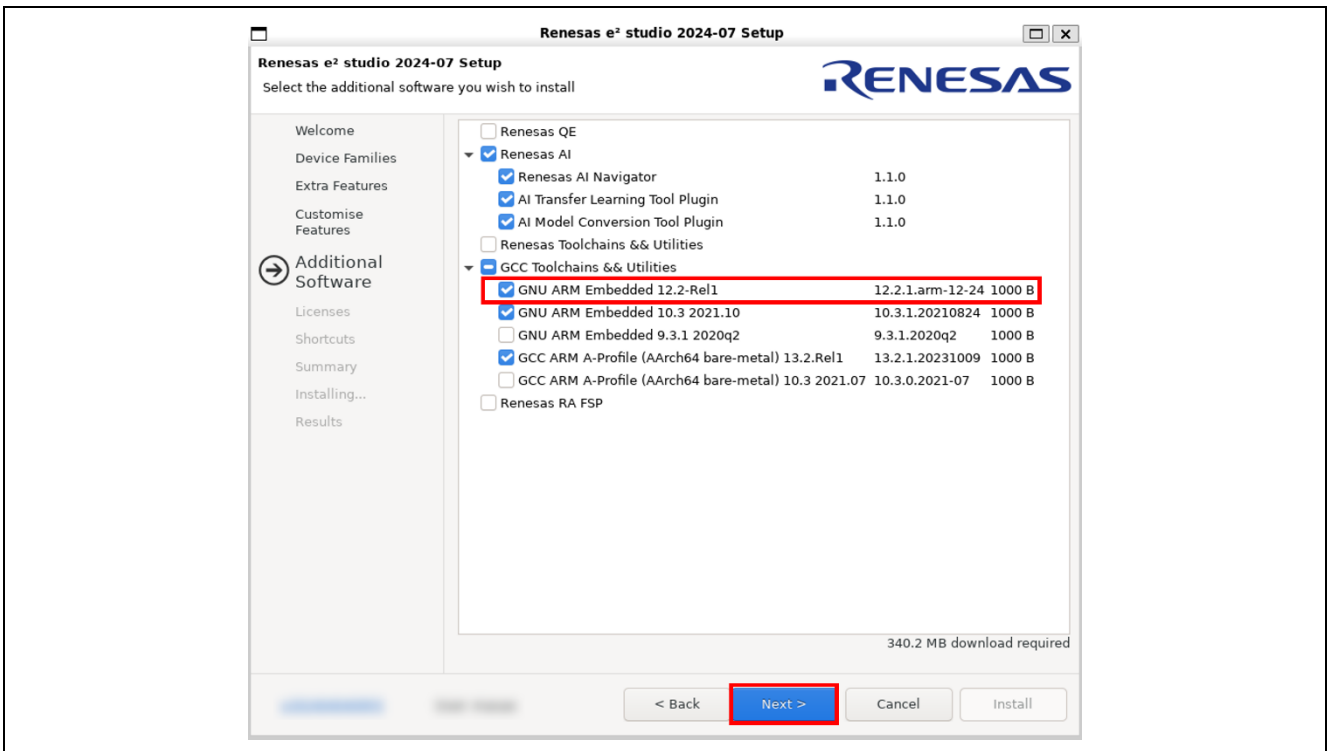 Renesas e² studio 2024-07 Setup
Renesas e² studio 2024-07 Setup
Select the additional software you wish to install
RENESAS
Welcome
Device Families
Extra Features
Customise
Features
Additional
Software
Licenses
Shortcuts
Summary
Installing...
Results
Renesas QE
Renesas AI
Renesas AI Navigator 1.1.0
AI Transfer Learning Tool Plugin 1.1.0
AI Model Conversion Tool Plugin 1.1.0
Renesas Toolchains && Utilities
GCC Toolchains && Utilities
GNU ARM Embedded 12.2-Rel1 12.2.1.arm-12-24 1000 B
GNU ARM Embedded 10.3 2021.10 10.3.1.20210824 1000 B
GNU ARM Embedded 9.3.1 2020q2 9.3.1.2020q2 1000 B
GCC ARM A-Profile (AArch64 bare-metal) 13.2.Rel1 13.2.1.20231009 1000 B
GCC ARM A-Profile (AArch64 bare-metal) 10.3 2021.07 10.3.0.2021-07 1000 B
Renesas RA FSP
340.2 MB download required
< Back Next > Cancel Install